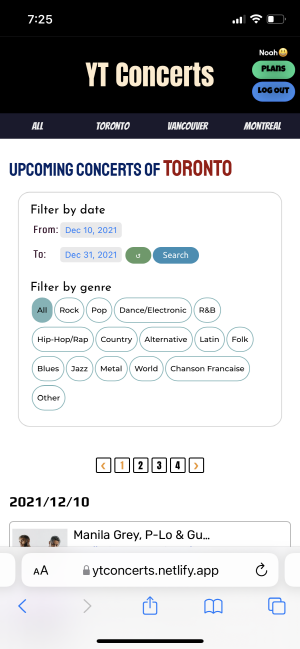 7:25
Noah😀
YT Concerts
PLANS
LOG OUT
ALL TORONTO VANCOUVER MONTREAL
UPCOMING CONCERTS OF TORONTO
Filter by date
From: Dec 10, 2021
To: Dec 31, 2021 ↺ Search
Filter by genre
All Rock Pop Dance/Electronic R&B
Hip-Hop/Rap Country Alternative Latin Folk
Blues Jazz Metal World Chanson Francaise
Other
‹ 1 2 3 4 ›
2021/12/10
Manila Grey, P-Lo & Gu...
AA ytconcerts.netlify.app